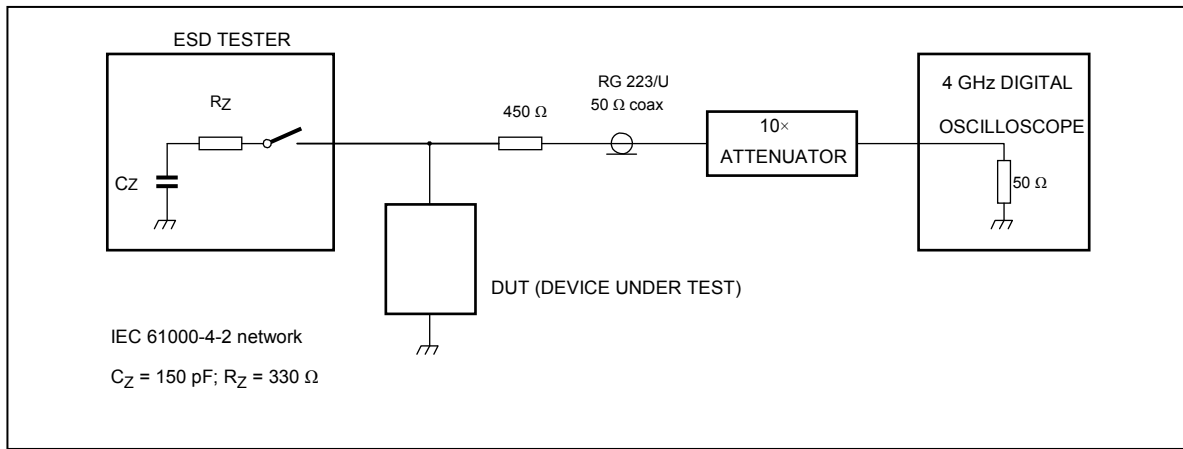 ESD TESTER
RZ
CZ
450 Ω
RG 223/U
50 Ω coax
10×
ATTENUATOR
4 GHz DIGITAL
OSCILLOSCOPE
50 Ω
DUT (DEVICE UNDER TEST)
IEC 61000-4-2 network
CZ = 150 pF; RZ = 330 Ω